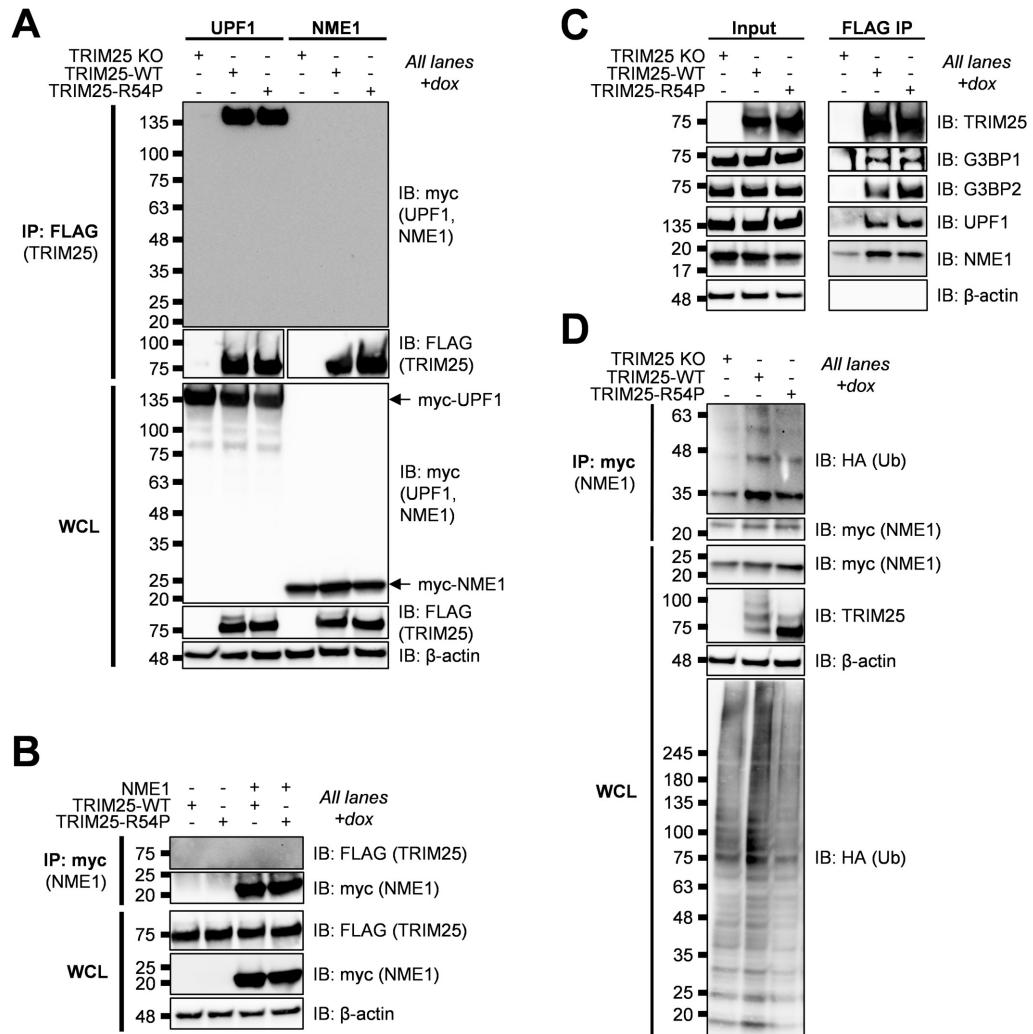 A
UPF1 NME1
TRIM25 KO + - - + - -
TRIM25-WT - + - - + -
TRIM25-R54P - - + - - +
All lanes
+dox
IP: FLAG
(TRIM25)
135
100
75
63
48
35
25
20
IB: myc
(UPF1,
NME1)
100
75
IB: FLAG
(TRIM25)
WCL
135
100
75
63
48
35
25
20
myc-UPF1
IB: myc
(UPF1,
NME1)
myc-NME1
75
IB: FLAG
(TRIM25)
48
IB: β-actin
B
NME1 - - + +
TRIM25-WT + - + -
TRIM25-R54P - + - +
All lanes
+dox
IP: myc
(NME1)
75
IB: FLAG (TRIM25)
25
20
IB: myc (NME1)
WCL
75
IB: FLAG (TRIM25)
25
20
IB: myc (NME1)
48
IB: β-actin
C
Input FLAG IP
TRIM25 KO + - - + - -
TRIM25-WT - + - - + -
TRIM25-R54P - - + - - +
All lanes
+dox
75
IB: TRIM25
75
IB: G3BP1
75
IB: G3BP2
135
IB: UPF1
20
17
IB: NME1
48
IB: β-actin
D
TRIM25 KO + - -
TRIM25-WT - + -
TRIM25-R54P - - +
All lanes
+dox
IP: myc
(NME1)
63
48
35
IB: HA (Ub)
20
IB: myc (NME1)
WCL
25
20
IB: myc (NME1)
100
75
IB: TRIM25
48
IB: β-actin
245
180
135
100
75
63
48
35
25
20
IB: HA (Ub)